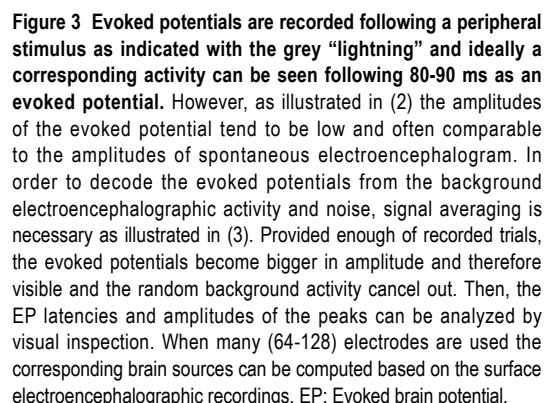 Figure 3 Evoked potentials are recorded following a peripheral
stimulus as indicated with the grey “lightning” and ideally a
corresponding activity can be seen following 80-90 ms as an
evoked potential. However, as illustrated in (2) the amplitudes
of the evoked potential tend to be low and often comparable
to the amplitudes of spontaneous electroencephalogram. In
order to decode the evoked potentials from the background
electroencephalographic activity and noise, signal averaging is
necessary as illustrated in (3). Provided enough of recorded trials,
the evoked potentials become bigger in amplitude and therefore
visible and the random background activity cancel out. Then, the
EP latencies and amplitudes of the peaks can be analyzed by
visual inspection. When many (64-128) electrodes are used the
corresponding brain sources can be computed based on the surface
electroencephalographic recordings. EP: Evoked brain potential.